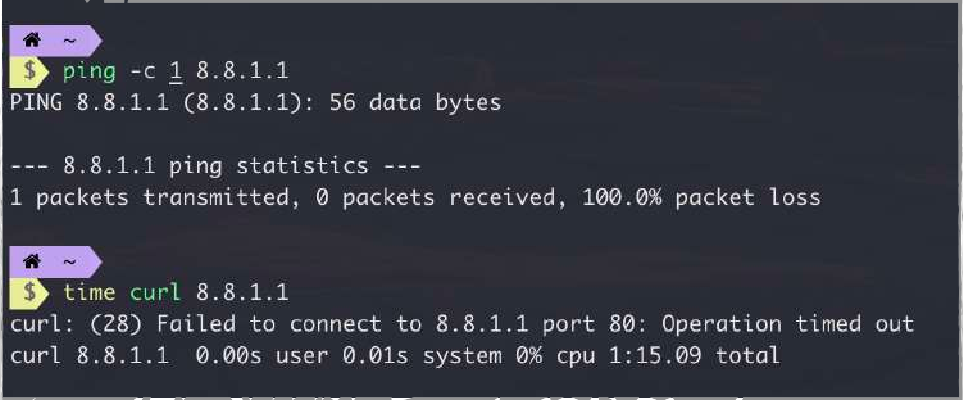 ~
$ ping -c 1 8.8.1.1
PING 8.8.1.1 (8.8.1.1): 56 data bytes
--- 8.8.1.1 ping statistics ---
1 packets transmitted, 0 packets received, 100.0% packet loss
~
$ time curl 8.8.1.1
curl: (28) Failed to connect to 8.8.1.1 port 80: Operation timed out
curl 8.8.1.1  0.00s user 0.01s system 0% cpu 1:15.09 total